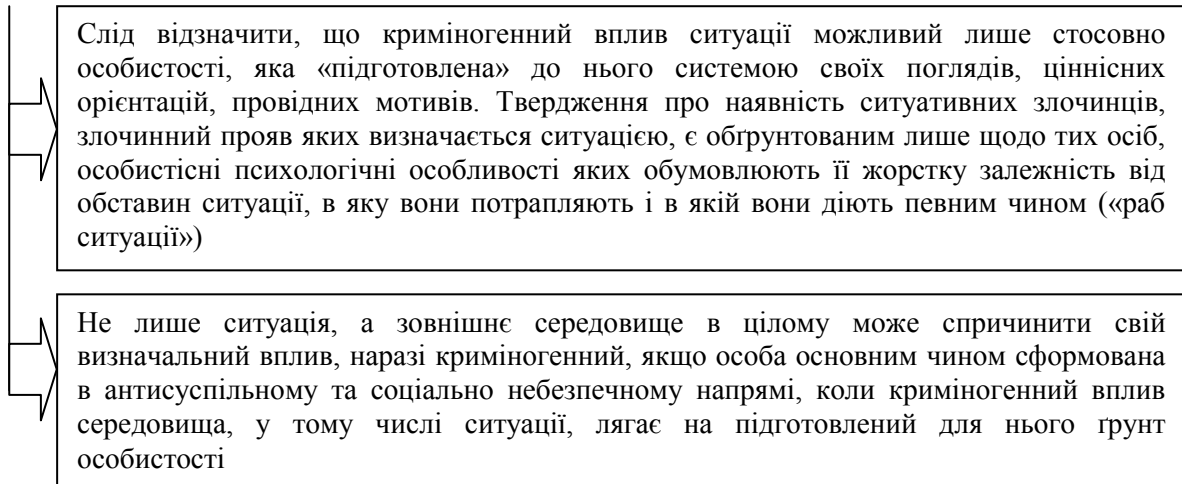 Слід відзначити, що криміногенний вплив ситуації можливий лише стосовно
особистості, яка «підготовлена» до нього системою своїх поглядів, ціннісних
орієнтацій, провідних мотивів. Твердження про наявність ситуативних злочинців,
злочинний прояв яких визначається ситуацією, є обґрунтованим лише щодо тих осіб,
особистісні психологічні особливості яких обумовлюють її жорстку залежність від
обставин ситуації, в яку вони потрапляють і в якій вони діють певним чином («раб
ситуації»)
Не лише ситуація, а зовнішнє середовище в цілому може спричинити свій
визначальний вплив, наразі криміногенний, якщо особа основним чином сформована
в антисуспільному та соціально небезпечному напрямі, коли криміногенний вплив
середовища, у тому числі ситуації, лягає на підготовлений для нього ґрунт
особистості